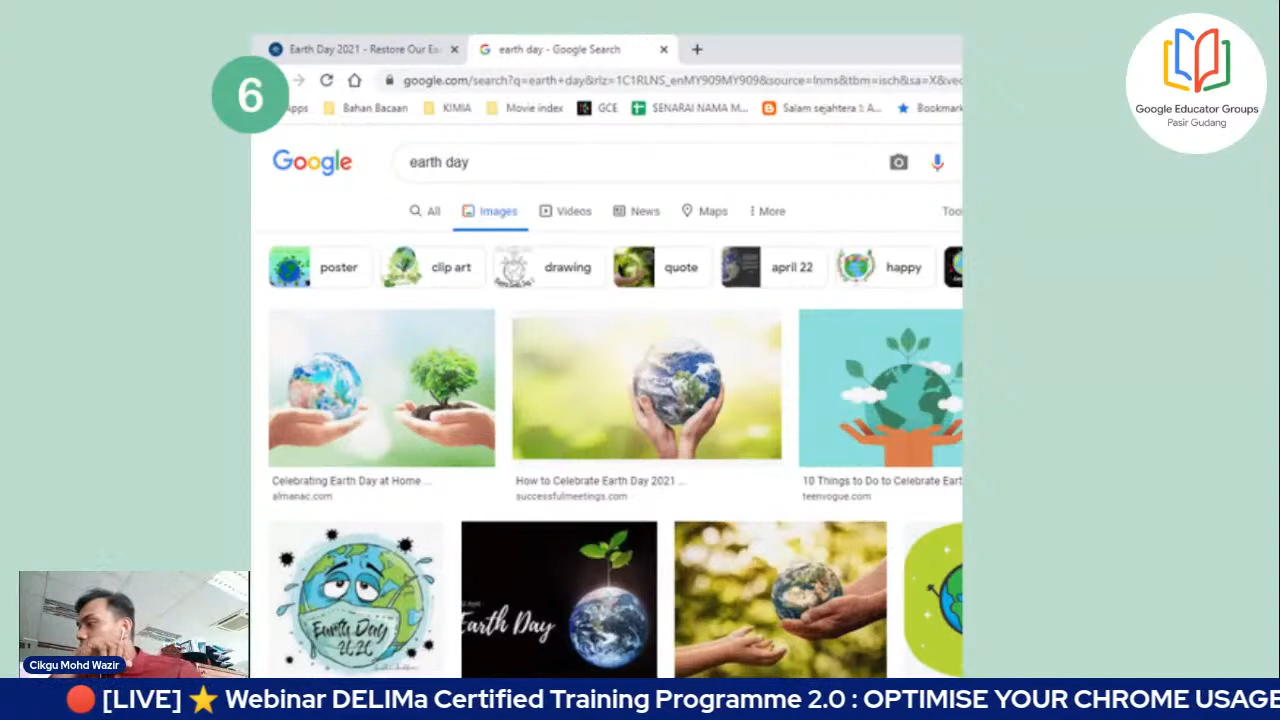 Earth Day 2021 - Restore Our Ea
earth day - Google Search
6
google.com/search?q=earth+day&rlz=1C1RLNS_enMY909MY909&source=lnms&tbm=isch&sa=X&ved
Apps Bahan Bacaan KIMIA Movie index GCE SENARAI NAMA M... Salam sejahtera 1: A... Bookmark
Google Educator Groups
Pasir Gudang
Google
earth day
All Images Videos News Maps More Too
poster clip art drawing quote april 22 happy
Celebrating Earth Day at Home ...
almanac.com
How to Celebrate Earth Day 2021 ...
successfulmeetings.com
10 Things to Do to Celebrate Eart
teenvogue.com
Earth Day
2020
Earth Day
Cikgu Mohd Wazir
[LIVE] Webinar DELIMa Certified Training Programme 2.0 : OPTIMISE YOUR CHROME USAGE